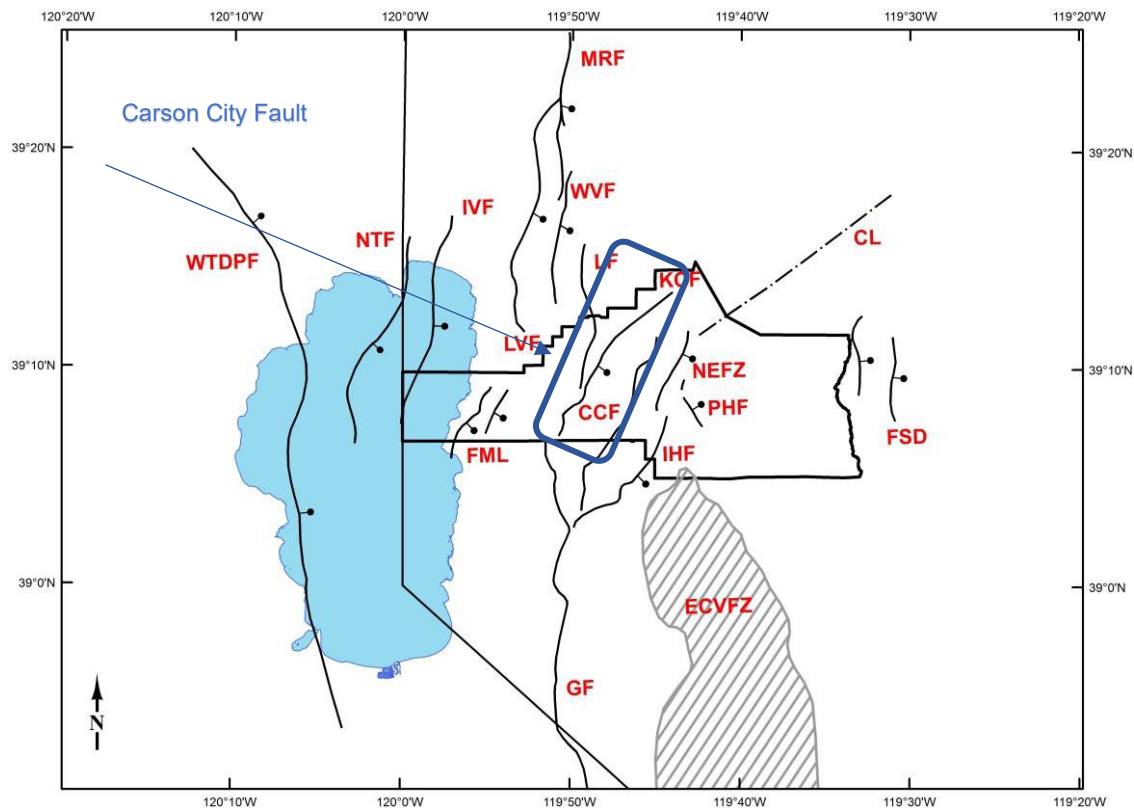 120°20'W
120°10'W
120°0'W
119°50'W
119°40'W
119°30'W
119°20'W
MRF
Carson City Fault
39°20'N
39°20'N
WVF
IVF
NTF
CL
WTDPF
LF
KCF
LVF
39°10'N
39°10'N
NEFZ
CCF
PHF
FSD
FML
IHF
39°0'N
39°0'N
ECVFZ
GF
N
120°10'W
120°0'W
119°50'W
119°40'W
119°30'W
119°20'W